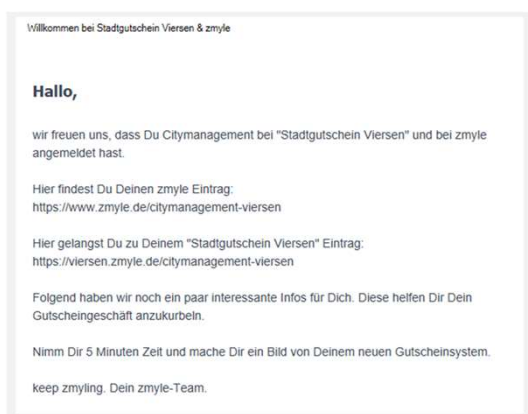 Willkommen bei Stadtgutschein Viersen & zmyle
Hallo,
wir freuen uns, dass Du Citymanagement bei "Stadtgutschein Viersen" und bei zmyle
angemeldet hast.
Hier findest Du Deinen zmyle Eintrag:
https://www.zmyle.de/citymanagement-viersen
Hier gelangst Du zu Deinem "Stadtgutschein Viersen" Eintrag:
https://viersen.zmyle.de/citymanagement-viersen
Folgend haben wir noch ein paar interessante Infos für Dich. Diese helfen Dir Dein
Gutscheingeschäft anzukurbeln.
Nimm Dir 5 Minuten Zeit und mache Dir ein Bild von Deinem neuen Gutscheinsystem.
keep zmyling. Dein zmyle-Team.